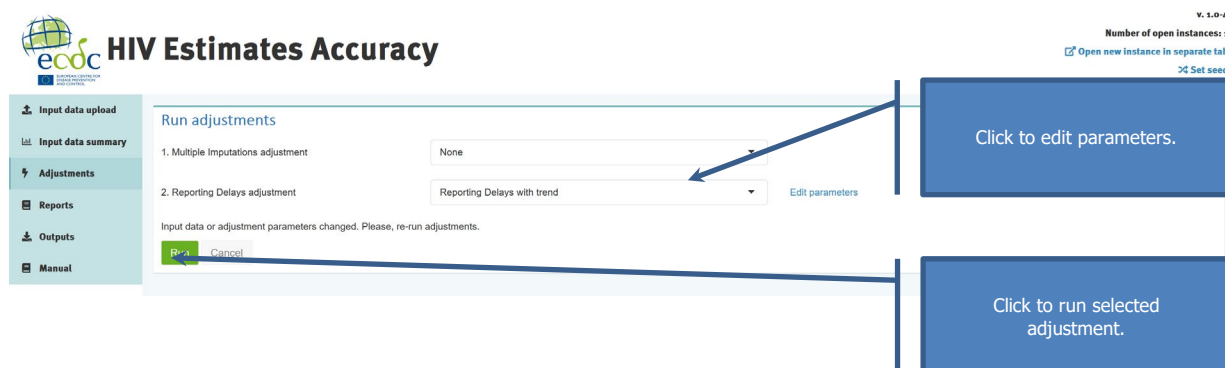 V. 1.0-
Number of open instances:
Open new instance in separate tab
Set seed
ecdc
EUROPEAN CENTRE FOR
DISEASE PREVENTION
AND CONTROL
HIV Estimates Accuracy
Input data upload
Input data summary
Adjustments
Reports
Outputs
Manual
Run adjustments
1. Multiple Imputations adjustment
None
2. Reporting Delays adjustment
Reporting Delays with trend
Edit parameters
Input data or adjustment parameters changed. Please, re-run adjustments.
Run
Cancel
Click to edit parameters.
Click to run selected
adjustment.